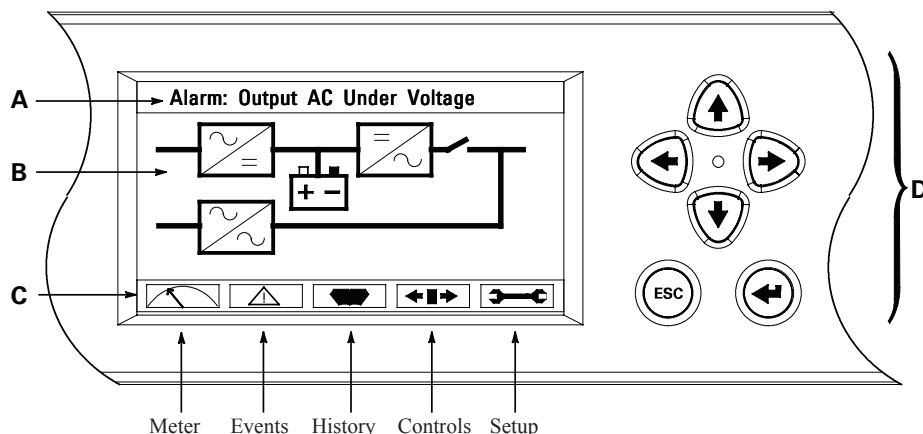 A
Alarm: Output AC Under Voltage
B
C
D
ESC
Meter Events History Controls Setup